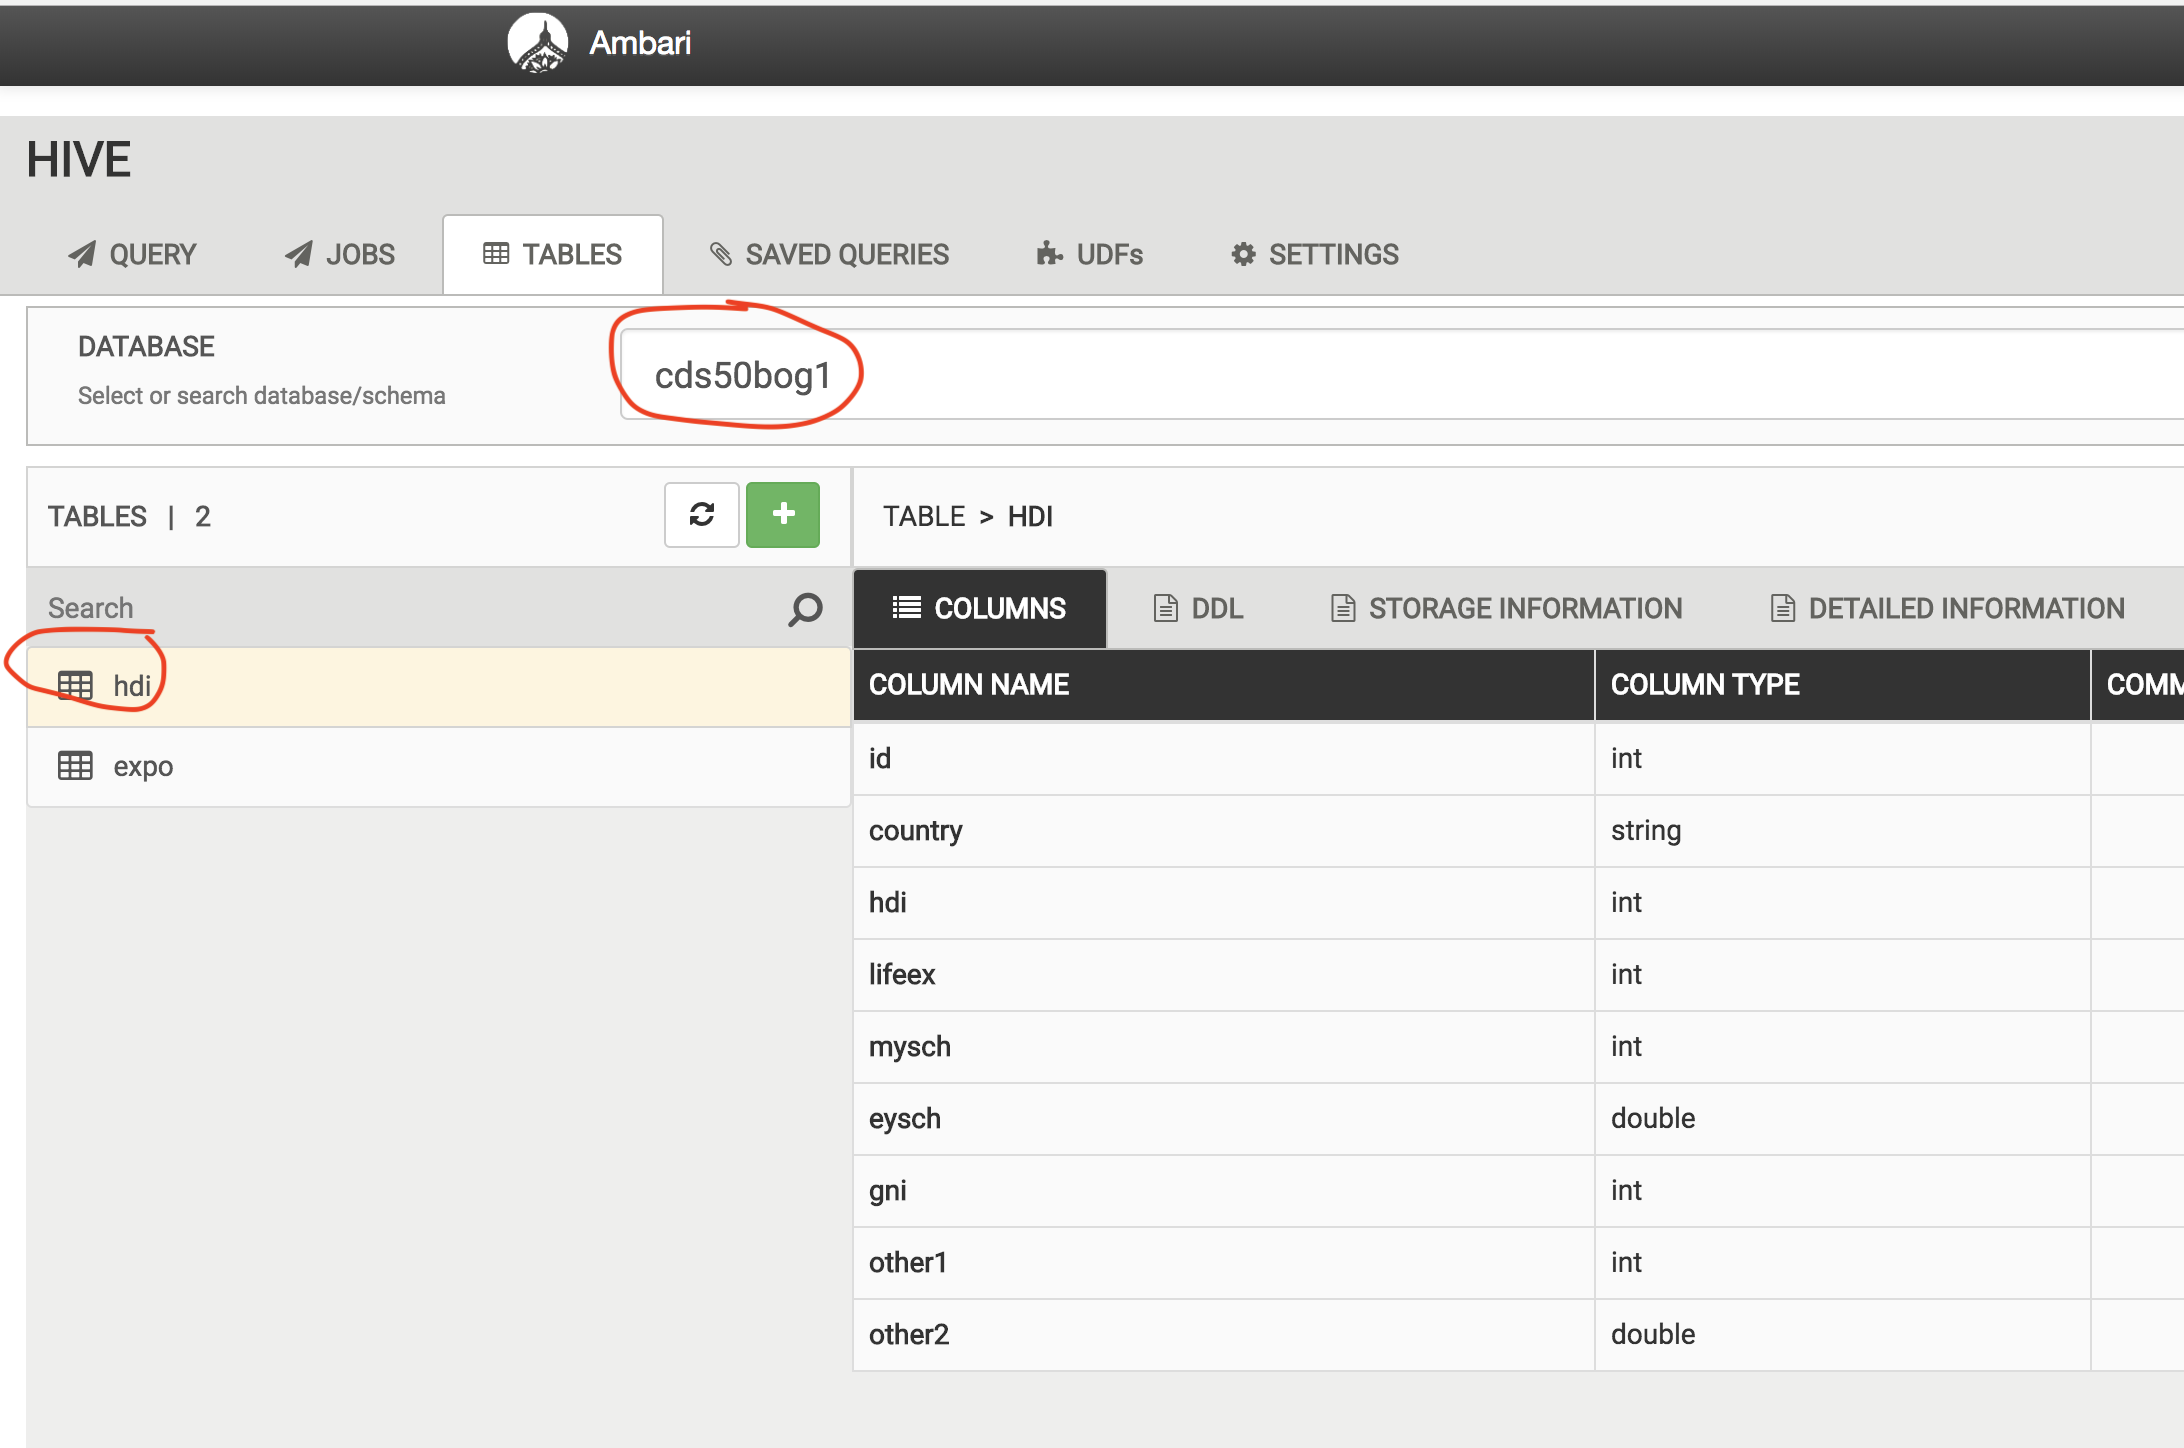 Ambari
HIVE
QUERY JOBS TABLES SAVED QUERIES UDFs SETTINGS
DATABASE
Select or search database/schema
cds50bog1
TABLES | 2
Search
hdi
expo
TABLE > HDI
COLUMNS DDL STORAGE INFORMATION DETAILED INFORMATION
COLUMN NAME COLUMN TYPE COMM
id int
country string
hdi int
lifeex int
mysch int
eysch double
gni int
other1 int
other2 double